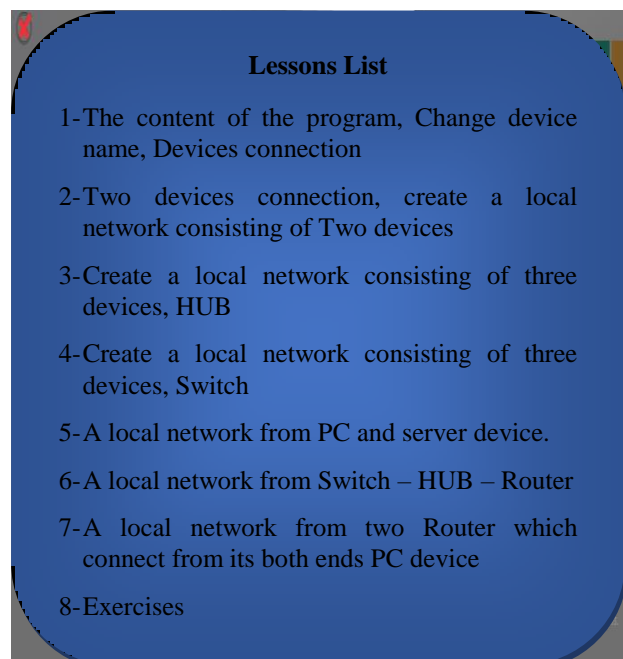 Lessons List
1-The content of the program, Change device
name, Devices connection
2-Two devices connection, create a local
network consisting of Two devices
3-Create a local network consisting of three
devices, HUB
4-Create a local network consisting of three
devices, Switch
5-A local network from PC and server device.
6-A local network from Switch – HUB – Router
7-A local network from two Router which
connect from its both ends PC device
8-Exercises